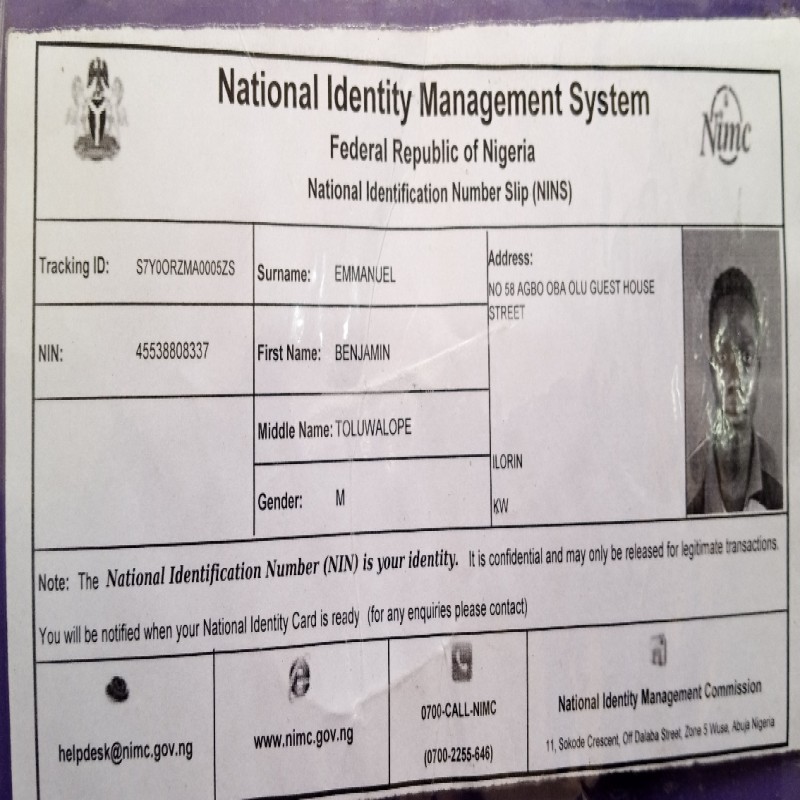 National Identity Management System
Federal Republic of Nigeria
National Identification Number Slip (NINS)
Nimc
Tracking ID: S7Y0ORZMA0005ZS
Surname: EMMANUEL
Address:
NO 58 AGBO OBA OLU GUEST HOUSE
STREET
NIN: 45538808337
First Name: BENJAMIN
Middle Name: TOLUWALOPE
ILORIN
Gender: M
KW
Note: The National Identification Number (NIN) is your identity. It is confidential and may only be released for legitimate transactions.
You will be notified when your National Identity Card is ready (for any enquiries please contact)
helpdesk@nimc.gov.ng
www.nimc.gov.ng
0700-CALL-NIMC
(0700-2255-646)
National Identity Management Commission
11, Sokode Crescent, Off Dalaba Street, Zone 5 Wuse, Abuja Nigeria